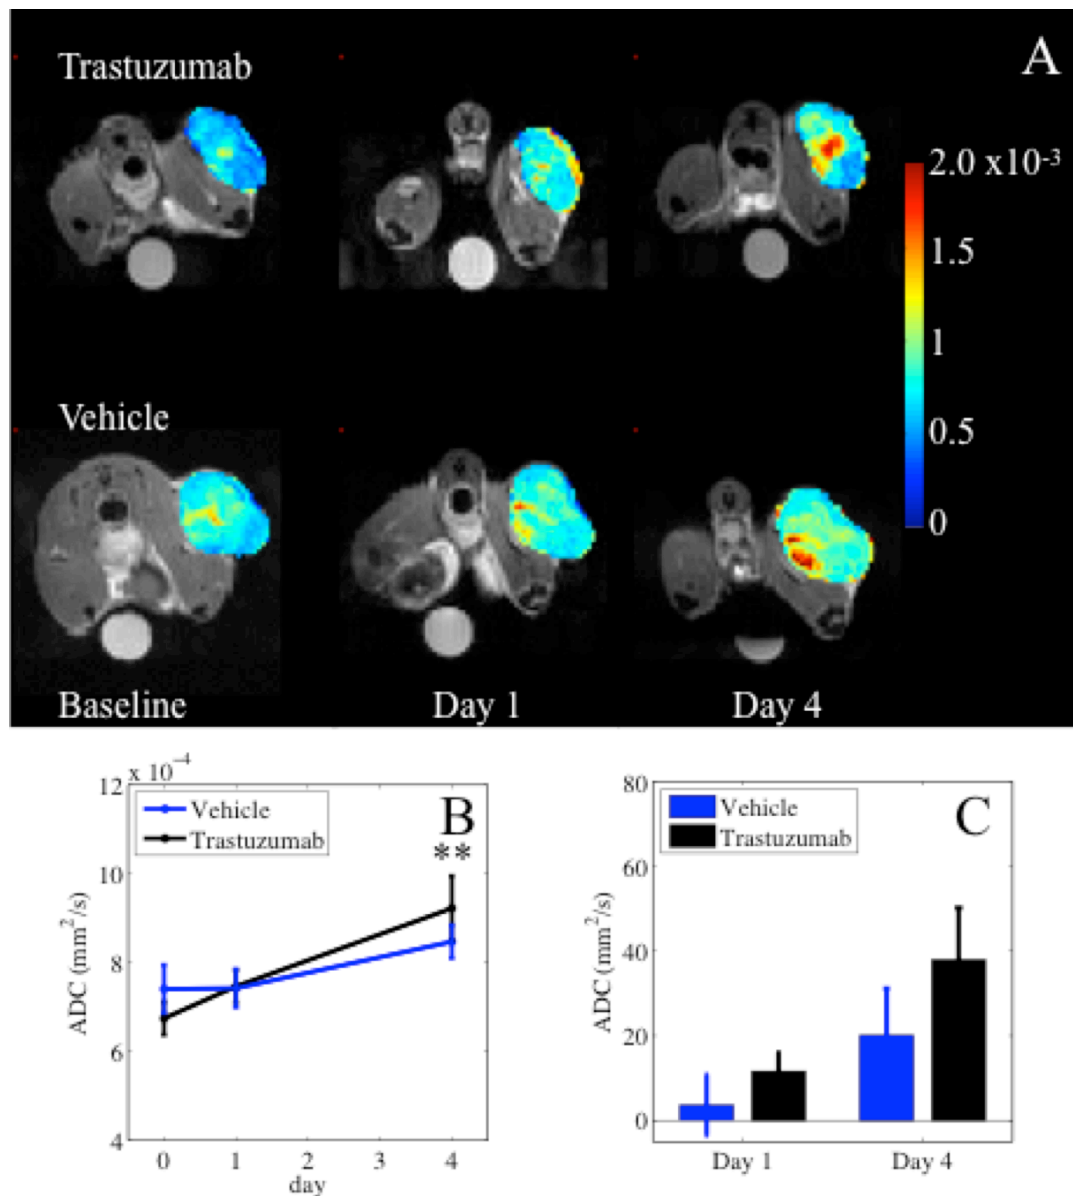 Trastuzumab
A
2.0 x10⁻³
1.5
1
0.5
0
Vehicle
Baseline
Day 1
Day 4
x 10⁻⁴
12
10
8
6
4
ADC (mm²/s)
Vehicle
Trastuzumab
B
**
0
1
2
3
4
day
80
60
40
20
0
ADC (mm²/s)
Vehicle
Trastuzumab
C
Day 1
Day 4